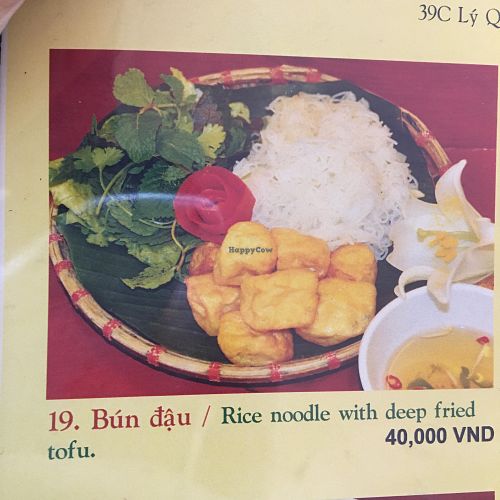 39C Lý Q
HappyCow
19. Bún đậu / Rice noodle with deep fried
tofu.
40,000 VND